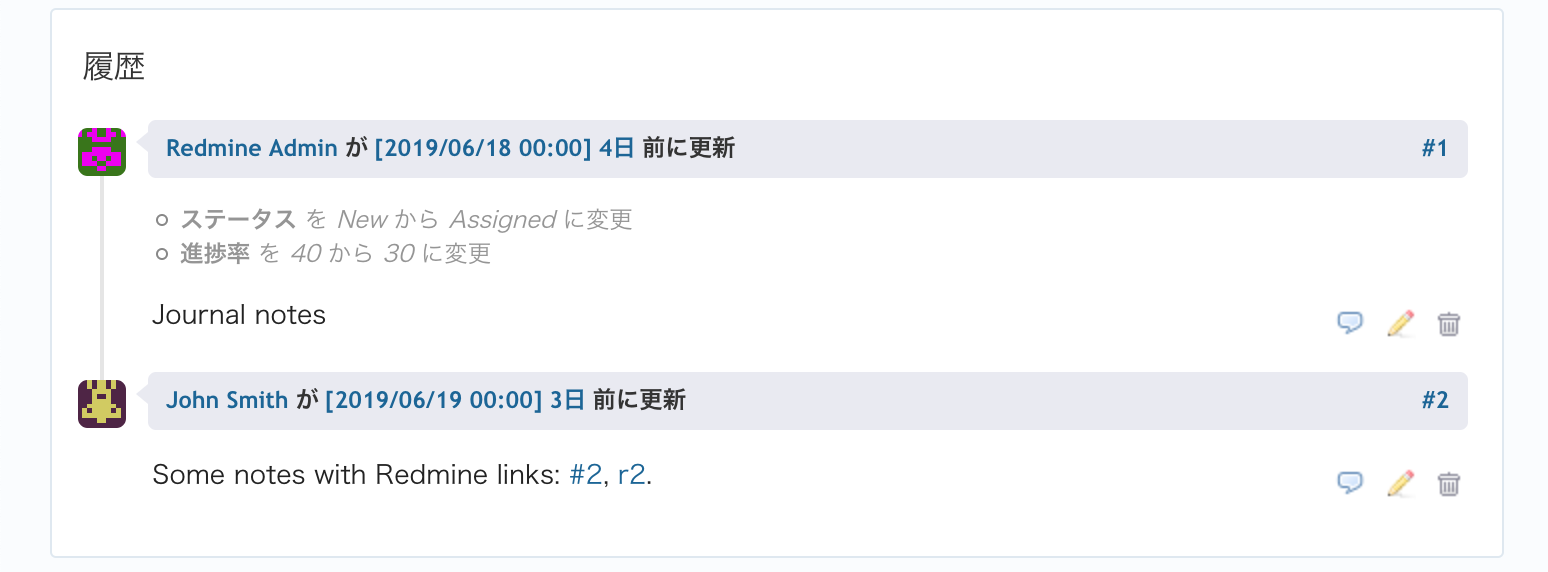 履歴
Redmine Admin が [2019/06/18 00:00] 4日 前に更新 #1
ステータス を New から Assigned に変更
進捗率 を 40 から 30 に変更
Journal notes
John Smith が [2019/06/19 00:00] 3日 前に更新 #2
Some notes with Redmine links: #2, r2.